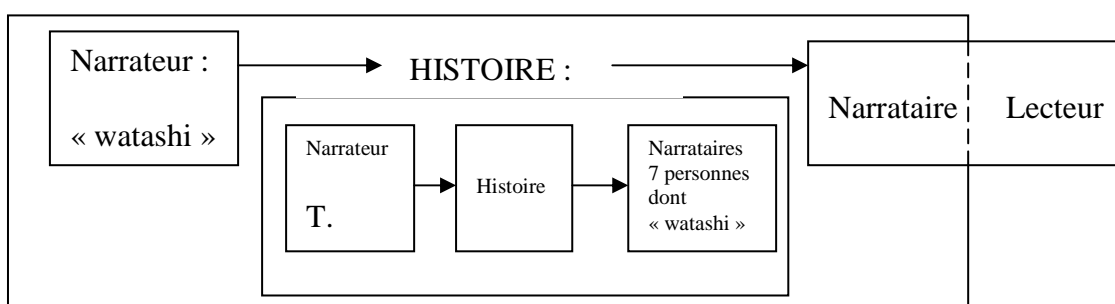 Narrateur :
« watashi »
HISTOIRE :
Narrateur
T.
Histoire
Narrataires
7 personnes
dont
« watashi »
Narrataire
Lecteur